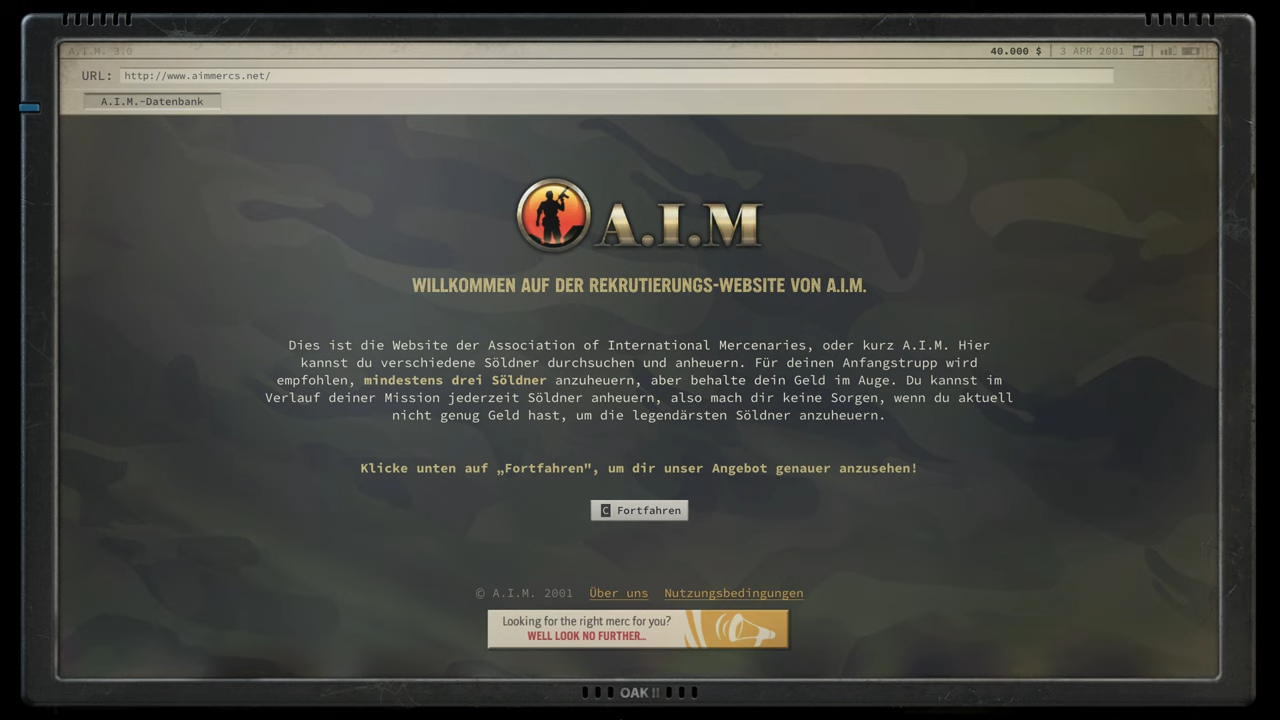 A.I.M. 3.0
40.000 $ | 3 APR 2001
URL: http://www.aimmercs.net/
A.I.M.-Datenbank
A.I.M
WILLKOMMEN AUF DER REKRUTIERUNGS-WEBSITE VON A.I.M.
Dies ist die Website der Association of International Mercenaries, oder kurz A.I.M. Hier
kannst du verschiedene Söldner durchsuchen und anheuern. Für deinen Anfangstrupp wird
empfohlen, mindestens drei Söldner anzuheuern, aber behalte dein Geld im Auge. Du kannst im
Verlauf deiner Mission jederzeit Söldner anheuern, also mach dir keine Sorgen, wenn du aktuell
nicht genug Geld hast, um die legendärsten Söldner anzuheuern.
Klicke unten auf „Fortfahren", um dir unser Angebot genauer anzusehen!
C Fortfahren
© A.I.M. 2001 Über uns Nutzungsbedingungen
Looking for the right merc for you?
WELL LOOK NO FURTHER...
OAK II